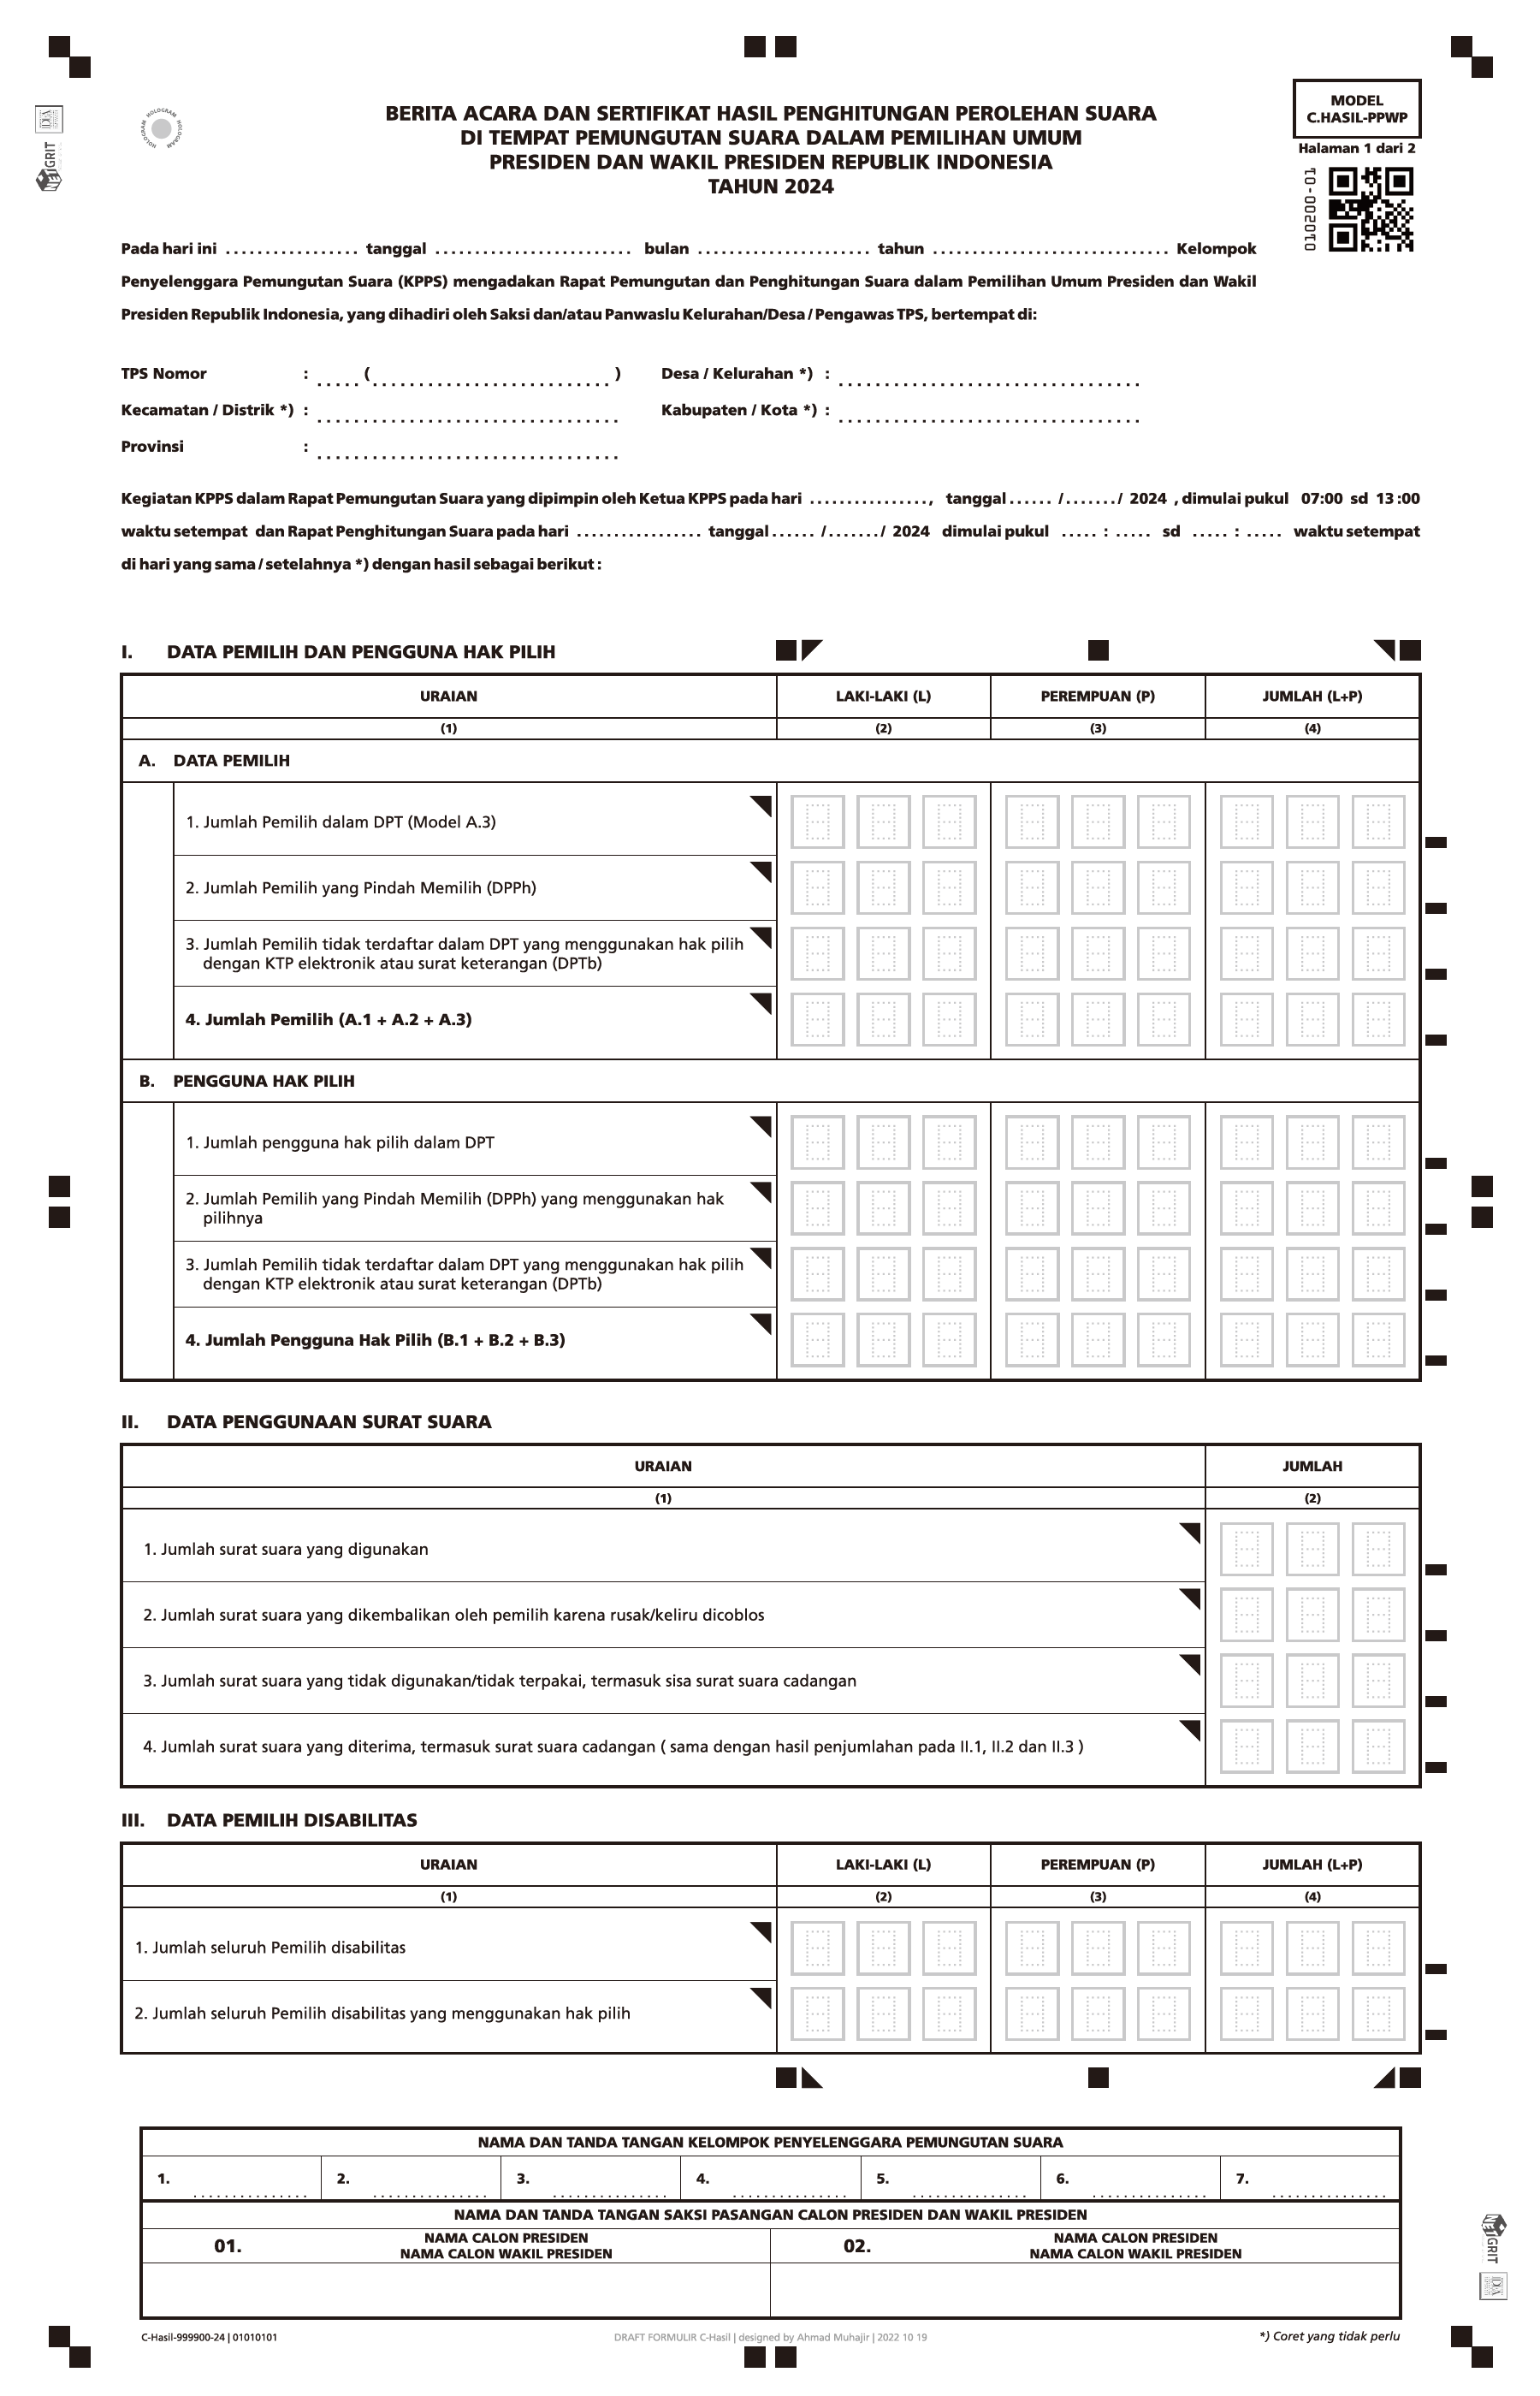 HOLOGRAM HOLOGRAM HOLOGRAM
NETGRIT
BERITA ACARA DAN SERTIFIKAT HASIL PENGHITUNGAN PEROLEHAN SUARA
DI TEMPAT PEMUNGUTAN SUARA DALAM PEMILIHAN UMUM
PRESIDEN DAN WAKIL PRESIDEN REPUBLIK INDONESIA
TAHUN 2024
MODEL
C.HASIL-PPWP
Halaman 1 dari 2
010200-01
Pada hari ini ................. tanggal ......................... bulan ...................... tahun .............................. Kelompok
Penyelenggara Pemungutan Suara (KPPS) mengadakan Rapat Pemungutan dan Penghitungan Suara dalam Pemilihan Umum Presiden dan Wakil
Presiden Republik Indonesia, yang dihadiri oleh Saksi dan/atau Panwaslu Kelurahan/Desa / Pengawas TPS, bertempat di:
TPS Nomor : ..... (..........................) Desa / Kelurahan *) : .................................
Kecamatan / Distrik *) : ................................. Kabupaten / Kota *) : .................................
Provinsi : .................................
Kegiatan KPPS dalam Rapat Pemungutan Suara yang dipimpin oleh Ketua KPPS pada hari ................, tanggal ...... /......./ 2024 , dimulai pukul 07:00 sd 13:00
waktu setempat dan Rapat Penghitungan Suara pada hari ................. tanggal ...... /......./ 2024 dimulai pukul ..... : ..... sd ..... : ..... waktu setempat
di hari yang sama / setelahnya *) dengan hasil sebagai berikut :
I. DATA PEMILIH DAN PENGGUNA HAK PILIH
URAIAN LAKI-LAKI (L) PEREMPUAN (P) JUMLAH (L+P)
(1) (2) (3) (4)
A. DATA PEMILIH
1. Jumlah Pemilih dalam DPT (Model A.3)
2. Jumlah Pemilih yang Pindah Memilih (DPPh)
3. Jumlah Pemilih tidak terdaftar dalam DPT yang menggunakan hak pilih
dengan KTP elektronik atau surat keterangan (DPTb)
4. Jumlah Pemilih (A.1 + A.2 + A.3)
B. PENGGUNA HAK PILIH
1. Jumlah pengguna hak pilih dalam DPT
2. Jumlah Pemilih yang Pindah Memilih (DPPh) yang menggunakan hak
pilihnya
3. Jumlah Pemilih tidak terdaftar dalam DPT yang menggunakan hak pilih
dengan KTP elektronik atau surat keterangan (DPTb)
4. Jumlah Pengguna Hak Pilih (B.1 + B.2 + B.3)
II. DATA PENGGUNAAN SURAT SUARA
URAIAN JUMLAH
(1) (2)
1. Jumlah surat suara yang digunakan
2. Jumlah surat suara yang dikembalikan oleh pemilih karena rusak/keliru dicoblos
3. Jumlah surat suara yang tidak digunakan/tidak terpakai, termasuk sisa surat suara cadangan
4. Jumlah surat suara yang diterima, termasuk surat suara cadangan ( sama dengan hasil penjumlahan pada II.1, II.2 dan II.3 )
III. DATA PEMILIH DISABILITAS
URAIAN LAKI-LAKI (L) PEREMPUAN (P) JUMLAH (L+P)
(1) (2) (3) (4)
1. Jumlah seluruh Pemilih disabilitas
2. Jumlah seluruh Pemilih disabilitas yang menggunakan hak pilih
NAMA DAN TANDA TANGAN KELOMPOK PENYELENGGARA PEMUNGUTAN SUARA
1. ............... 2. ............... 3. ............... 4. ............... 5. ............... 6. ............... 7. ...............
NAMA DAN TANDA TANGAN SAKSI PASANGAN CALON PRESIDEN DAN WAKIL PRESIDEN
01. NAMA CALON PRESIDEN 02. NAMA CALON PRESIDEN
NAMA CALON WAKIL PRESIDEN NAMA CALON WAKIL PRESIDEN
NETGRIT
C-Hasil-999900-24 | 01010101 DRAFT FORMULIR C-Hasil | designed by Ahmad Muhajir | 2022 10 19 *) Coret yang tidak perlu